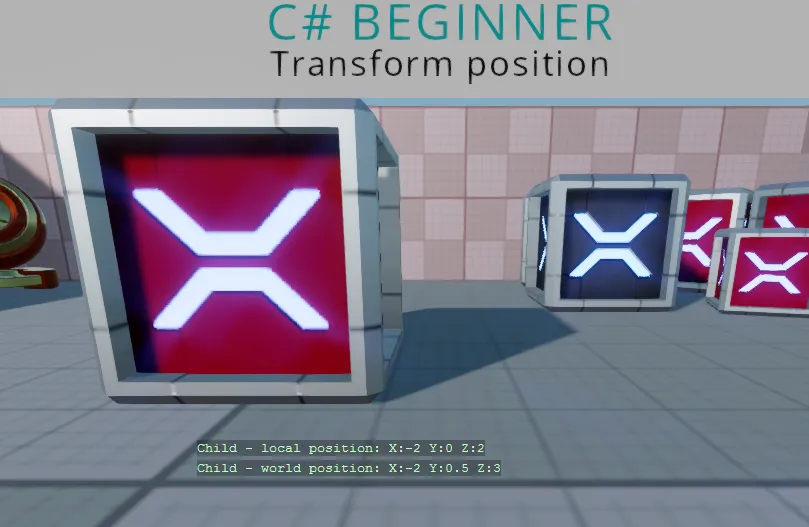 C# BEGINNER
Transform position
Child - local position: X:-2 Y:0 Z:2
Child - world position: X:-2 Y:0.5 Z:3